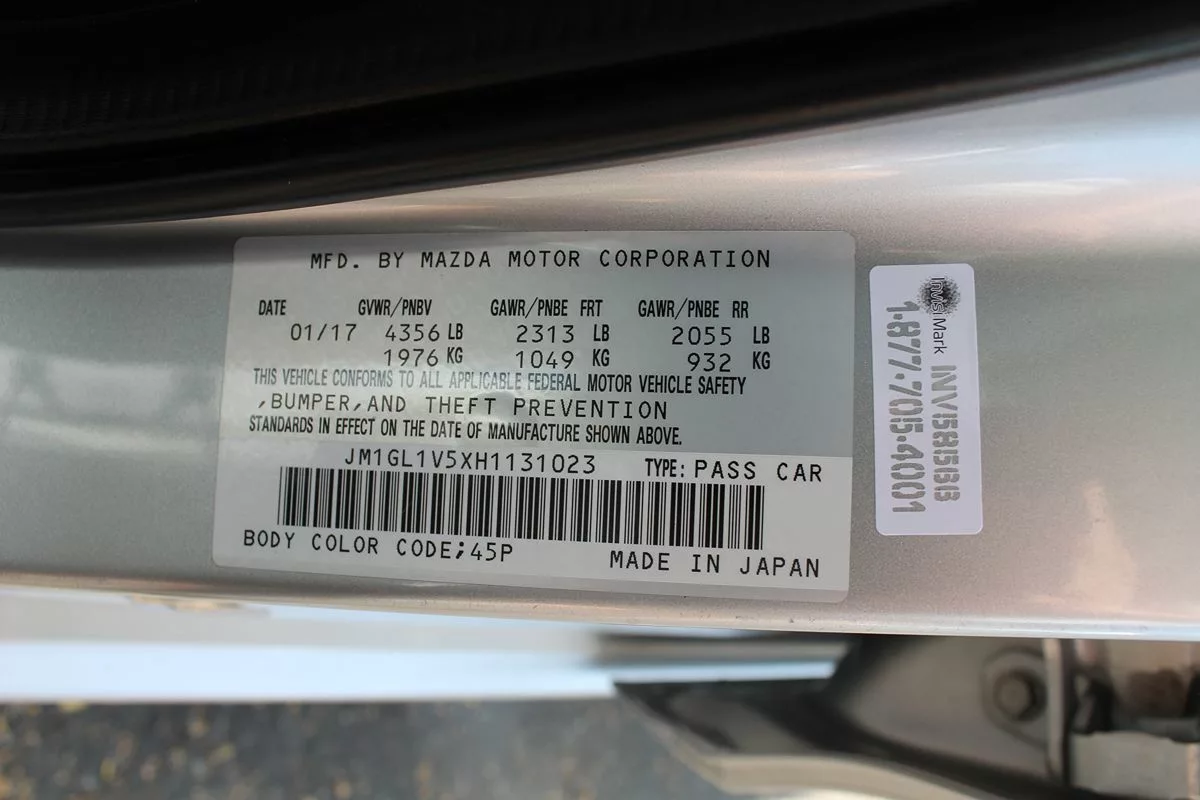 MFD. BY MAZDA MOTOR CORPORATION
DATE GVWR/PNBV GAWR/PNBE FRT GAWR/PNBE RR
01/17 4356 LB 2313 LB 2055 LB
1976 KG 1049 KG 932 KG
THIS VEHICLE CONFORMS TO ALL APPLICABLE FEDERAL MOTOR VEHICLE SAFETY
,BUMPER,AND THEFT PREVENTION
STANDARDS IN EFFECT ON THE DATE OF MANUFACTURE SHOWN ABOVE.
JM1GL1V5XH1131023 TYPE: PASS CAR
BODY COLOR CODE;45P MADE IN JAPAN
InvisiMark
1·877·705·4001